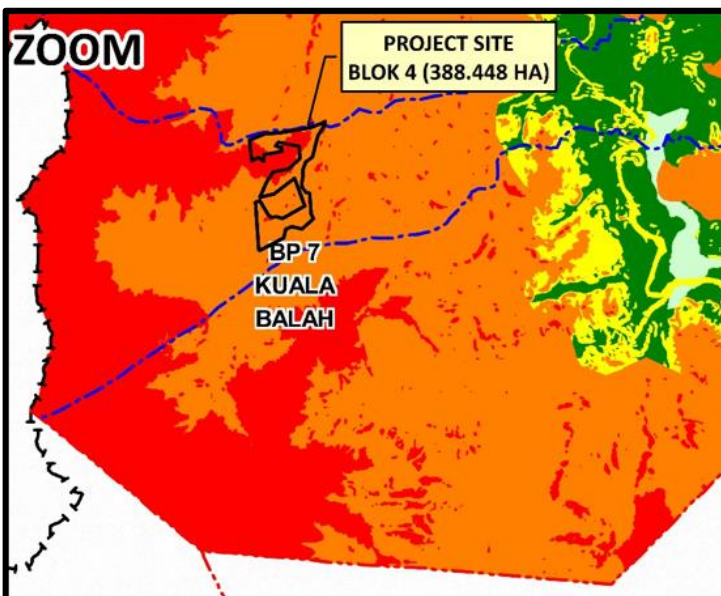 ZOOM
PROJECT SITE
BLOK 4 (388.448 HA)
BP 7
KUALA
BALAH